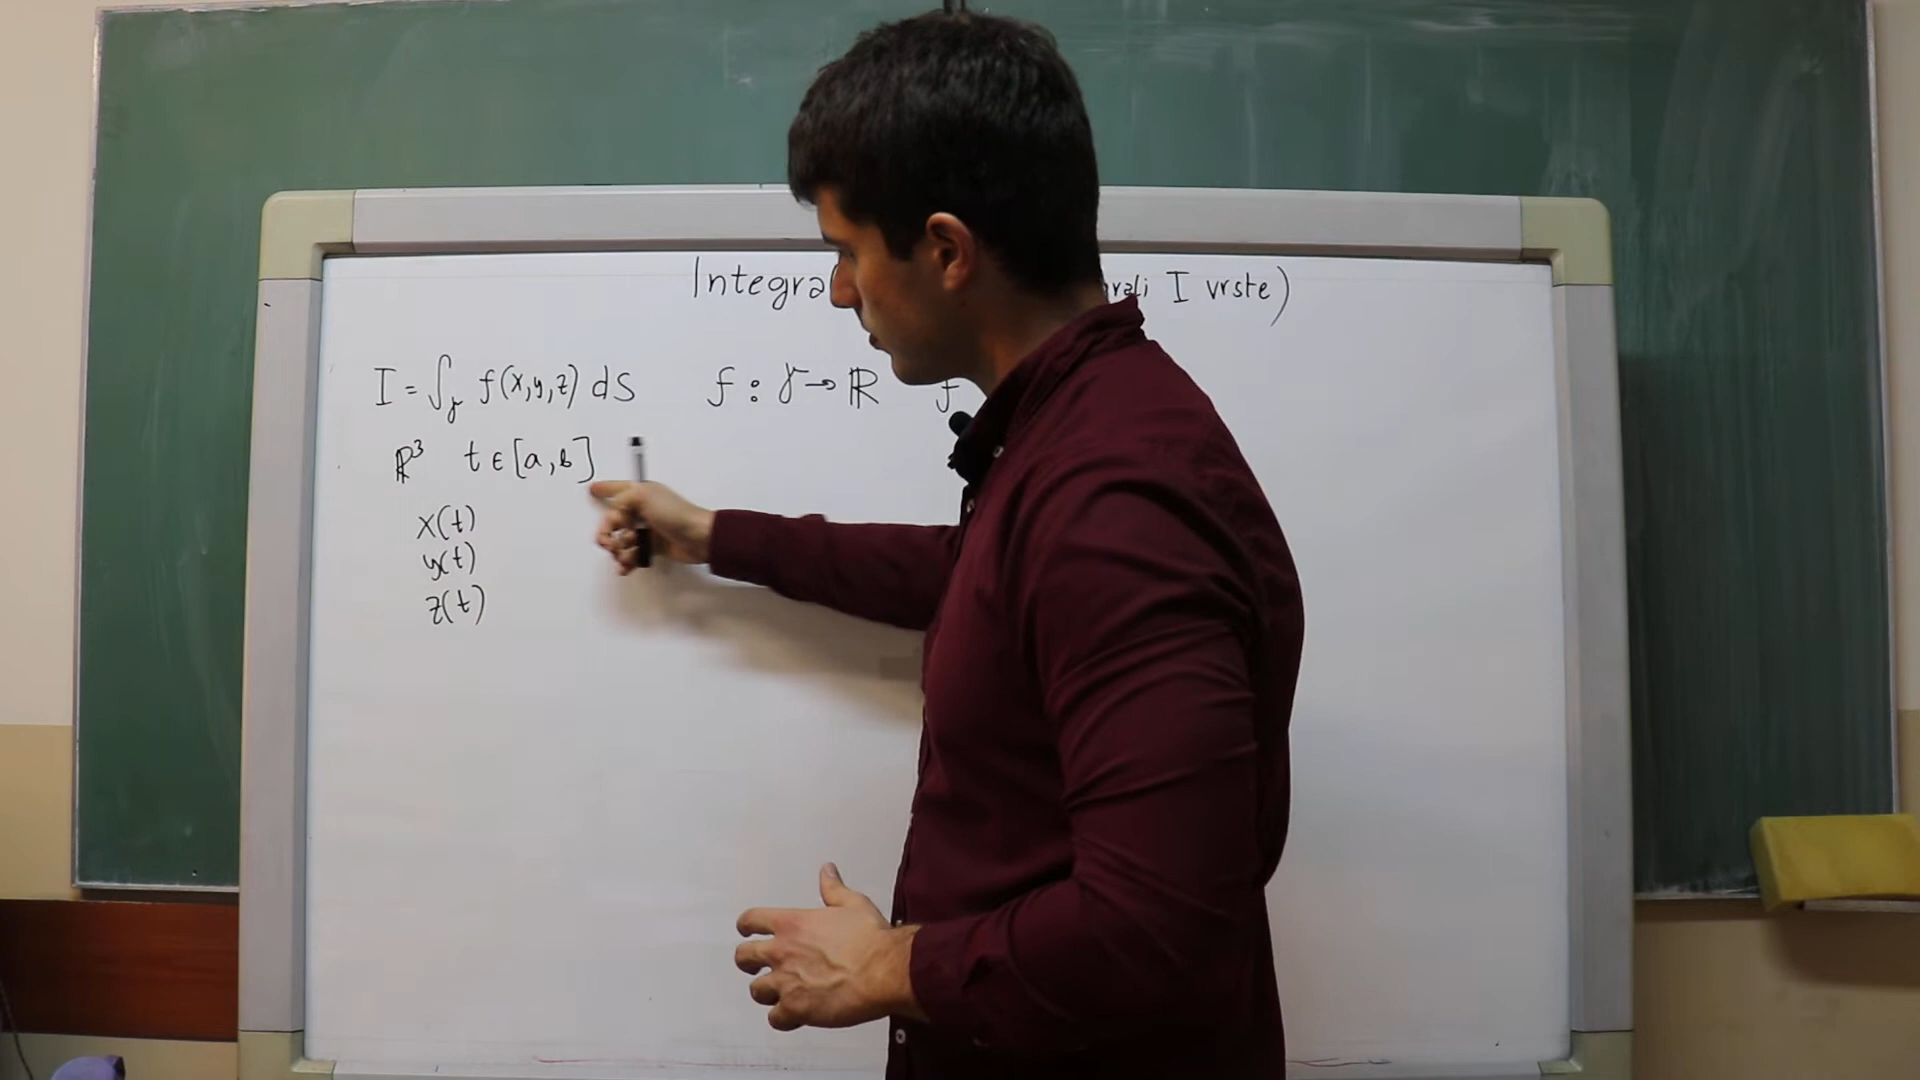 Integra rali I vrste)
I = ∫γ f(x,y,z) dS f : γ → ℝ f
ℝ³ t ∈ [a,b]
x(t)
y(t)
z(t)